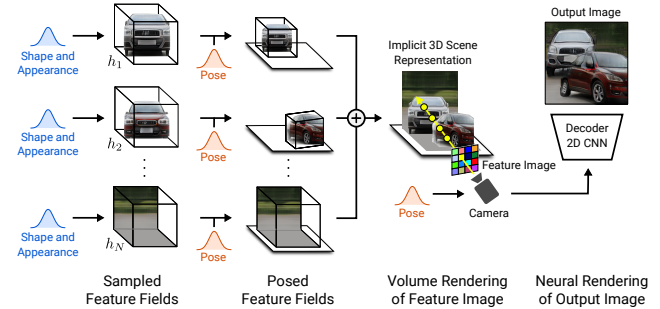 Shape and
Appearance
h1
Pose
Shape and
Appearance
h2
Pose
Shape and
Appearance
hN
Pose
Implicit 3D Scene
Representation
Feature Image
Pose
Camera
Output Image
Decoder
2D CNN
Sampled
Feature Fields
Posed
Feature Fields
Volume Rendering
of Feature Image
Neural Rendering
of Output Image